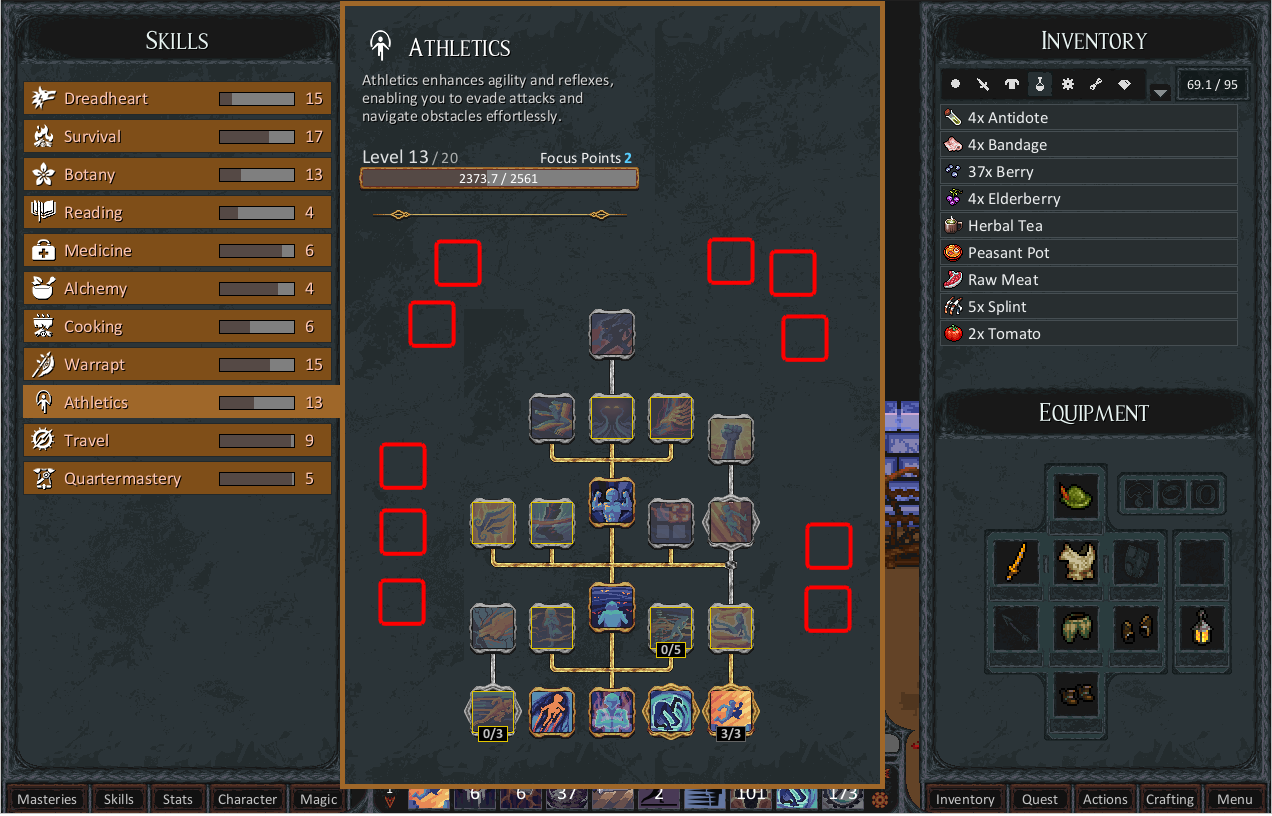 SKILLS
Dreadheart 15
Survival 17
Botany 13
Reading 4
Medicine 6
Alchemy 4
Cooking 6
Warrapt 15
Athletics 13
Travel 9
Quartermastery 5
ATHLETICS
Athletics enhances agility and reflexes,
enabling you to evade attacks and
navigate obstacles effortlessly.
Level 13 / 20 Focus Points 2
2373.7 / 2561
0/5
0/3
3/3
INVENTORY
69.1 / 95
4x Antidote
4x Bandage
37x Berry
4x Elderberry
Herbal Tea
Peasant Pot
Raw Meat
5x Splint
2x Tomato
EQUIPMENT
Masteries Skills Stats Character Magic
1 6 6 37 2 101 173
Inventory Quest Actions Crafting Menu